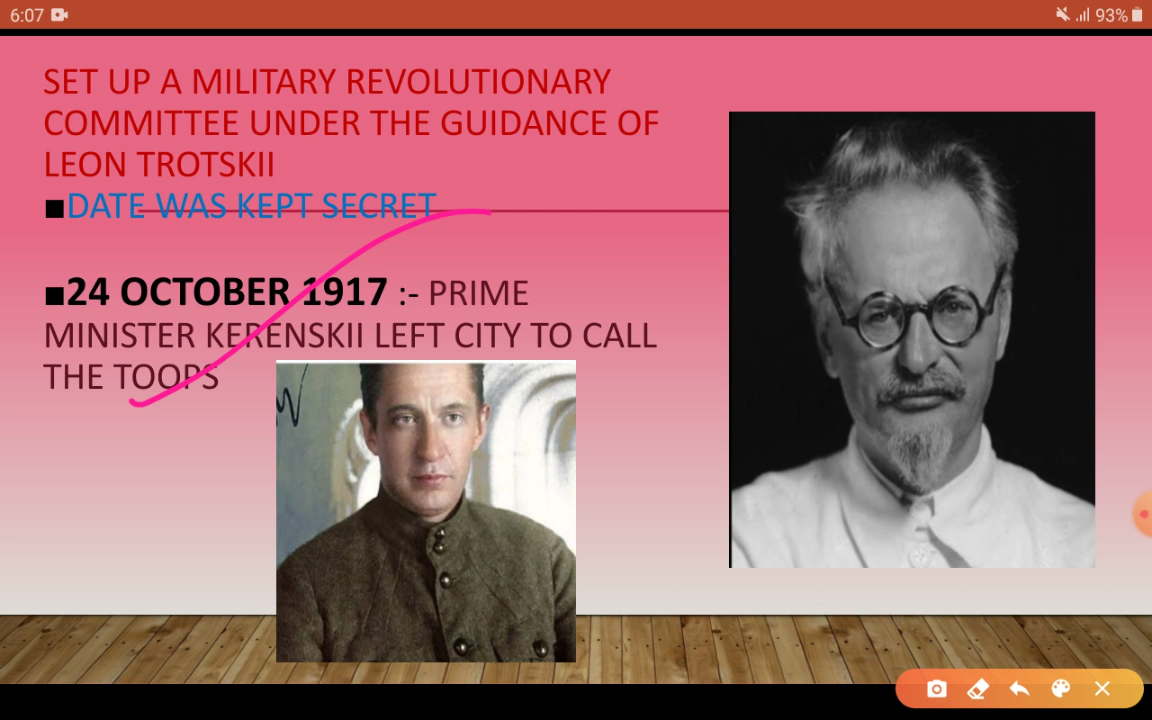 6:07
93%
SET UP A MILITARY REVOLUTIONARY
COMMITTEE UNDER THE GUIDANCE OF
LEON TROTSKII
■DATE WAS KEPT SECRET
■24 OCTOBER 1917 :- PRIME
MINISTER KERENSKII LEFT CITY TO CALL
THE TOOPS